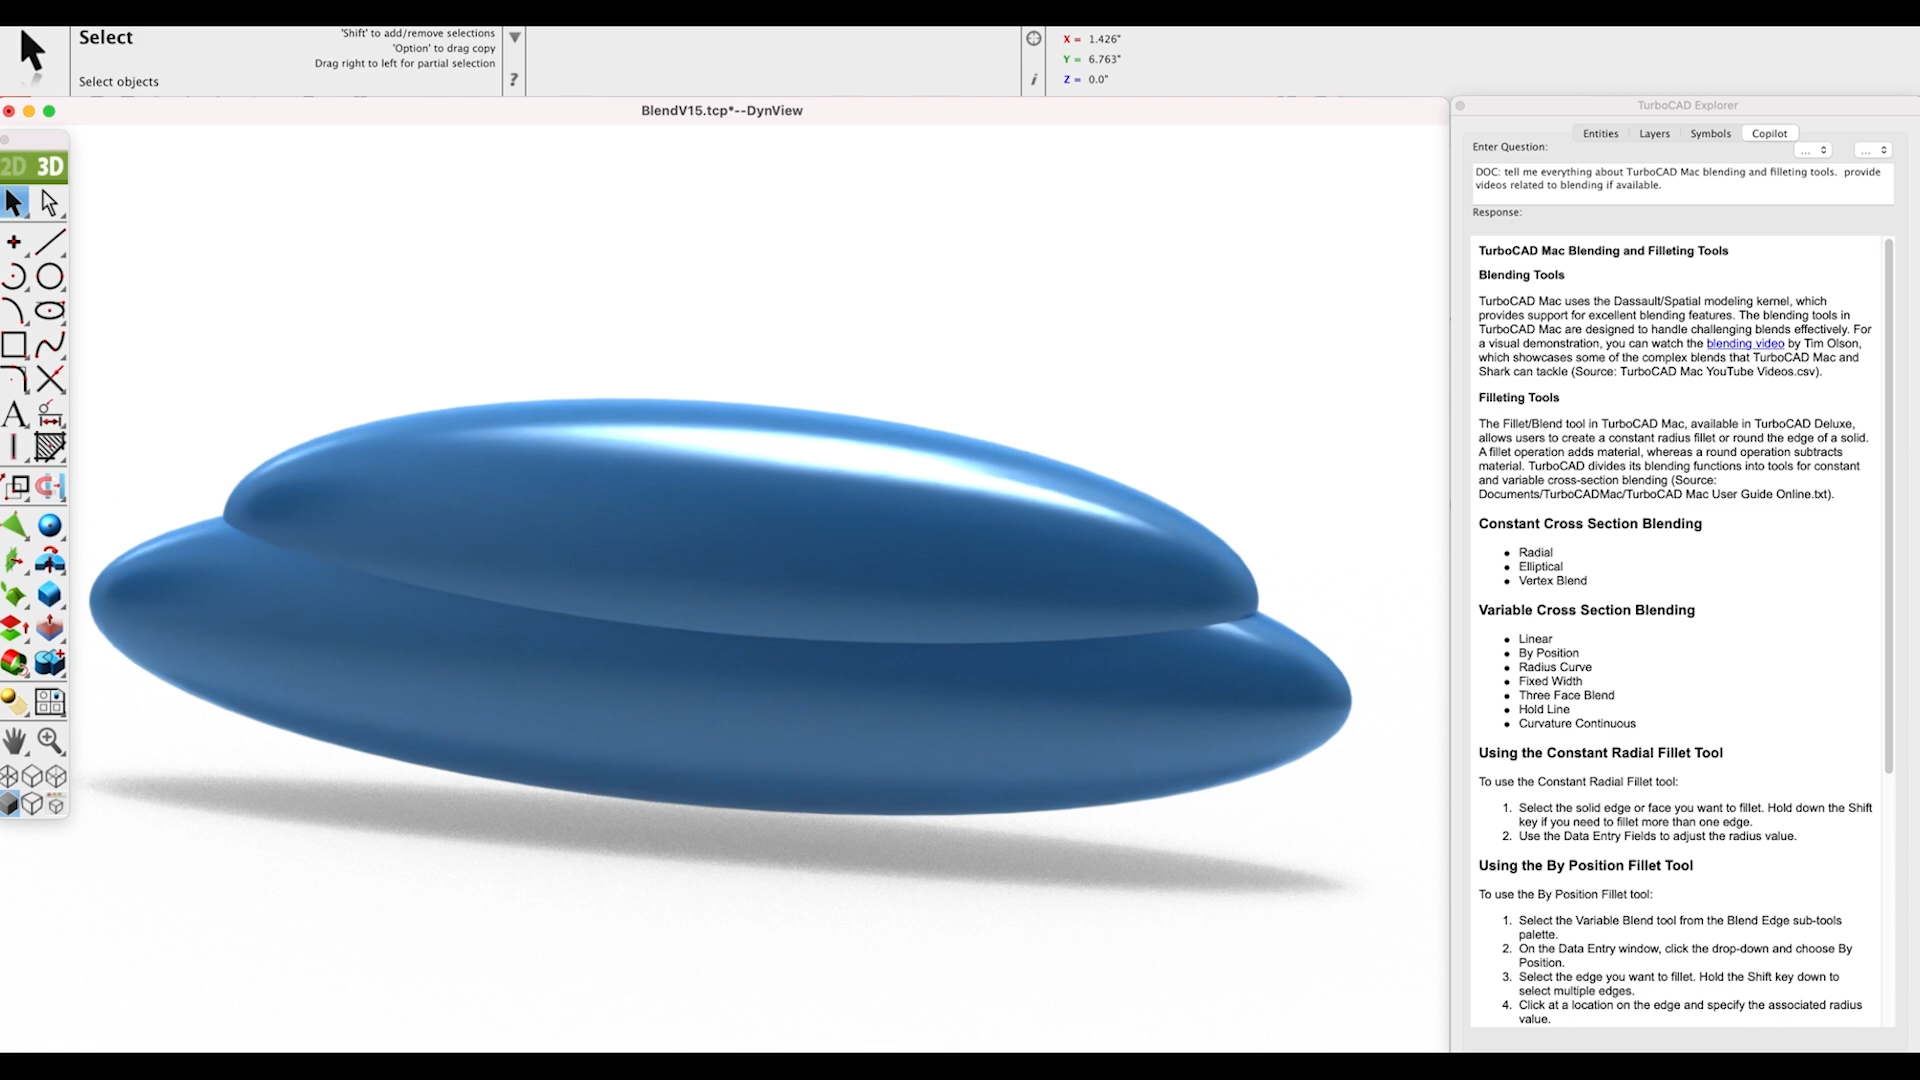 Select
'Shift' to add/remove selections
'Option' to drag copy
Drag right to left for partial selection
Select objects
?
i
X = 1.426"
Y = 6.763"
Z = 0.0"
BlendV15.tcp*--DynView
2D 3D
A
TurboCAD Explorer
Entities Layers Symbols Copilot
Enter Question:
... ...
DOC: tell me everything about TurboCAD Mac blending and filleting tools. provide
videos related to blending if available.
Response:
TurboCAD Mac Blending and Filleting Tools
Blending Tools
TurboCAD Mac uses the Dassault/Spatial modeling kernel, which
provides support for excellent blending features. The blending tools in
TurboCAD Mac are designed to handle challenging blends effectively. For
a visual demonstration, you can watch the blending video by Tim Olson,
which showcases some of the complex blends that TurboCAD Mac and
Shark can tackle (Source: TurboCAD Mac YouTube Videos.csv).
Filleting Tools
The Fillet/Blend tool in TurboCAD Mac, available in TurboCAD Deluxe,
allows users to create a constant radius fillet or round the edge of a solid.
A fillet operation adds material, whereas a round operation subtracts
material. TurboCAD divides its blending functions into tools for constant
and variable cross-section blending (Source:
Documents/TurboCADMac/TurboCAD Mac User Guide Online.txt).
Constant Cross Section Blending
• Radial
• Elliptical
• Vertex Blend
Variable Cross Section Blending
• Linear
• By Position
• Radius Curve
• Fixed Width
• Three Face Blend
• Hold Line
• Curvature Continuous
Using the Constant Radial Fillet Tool
To use the Constant Radial Fillet tool:
1. Select the solid edge or face you want to fillet. Hold down the Shift
key if you need to fillet more than one edge.
2. Use the Data Entry Fields to adjust the radius value.
Using the By Position Fillet Tool
To use the By Position Fillet tool:
1. Select the Variable Blend tool from the Blend Edge sub-tools
palette.
2. On the Data Entry window, click the drop-down and choose By
Position.
3. Select the edge you want to fillet. Hold the Shift key down to
select multiple edges.
4. Click at a location on the edge and specify the associated radius
value.